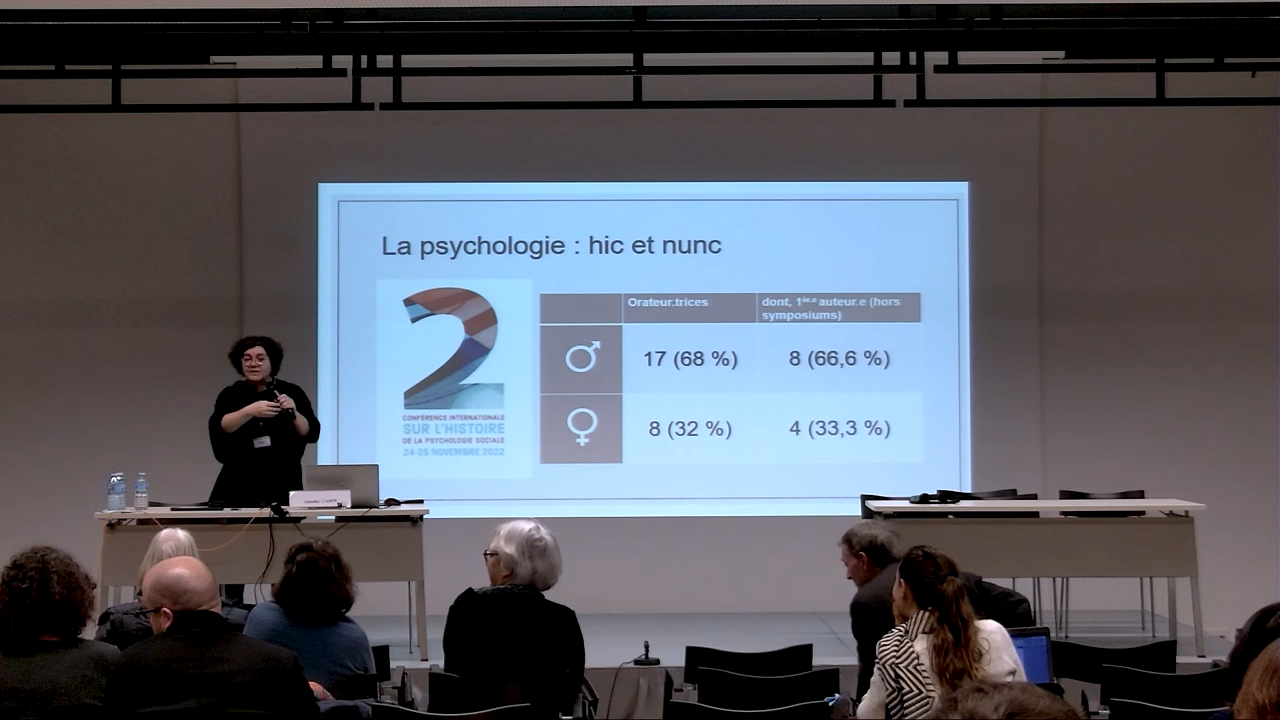 La psychologie : hic et nunc
Orateur.trices
dont, 1ᵉʳ·ᵉ auteur.e (hors
symposiums)
♂ 17 (68 %) 8 (66,6 %)
♀ 8 (32 %) 4 (33,3 %)
2
CONFÉRENCE INTERNATIONALE
SUR L'HISTOIRE
DE LA PSYCHOLOGIE SOCIALE
24-25 NOVEMBRE 2022